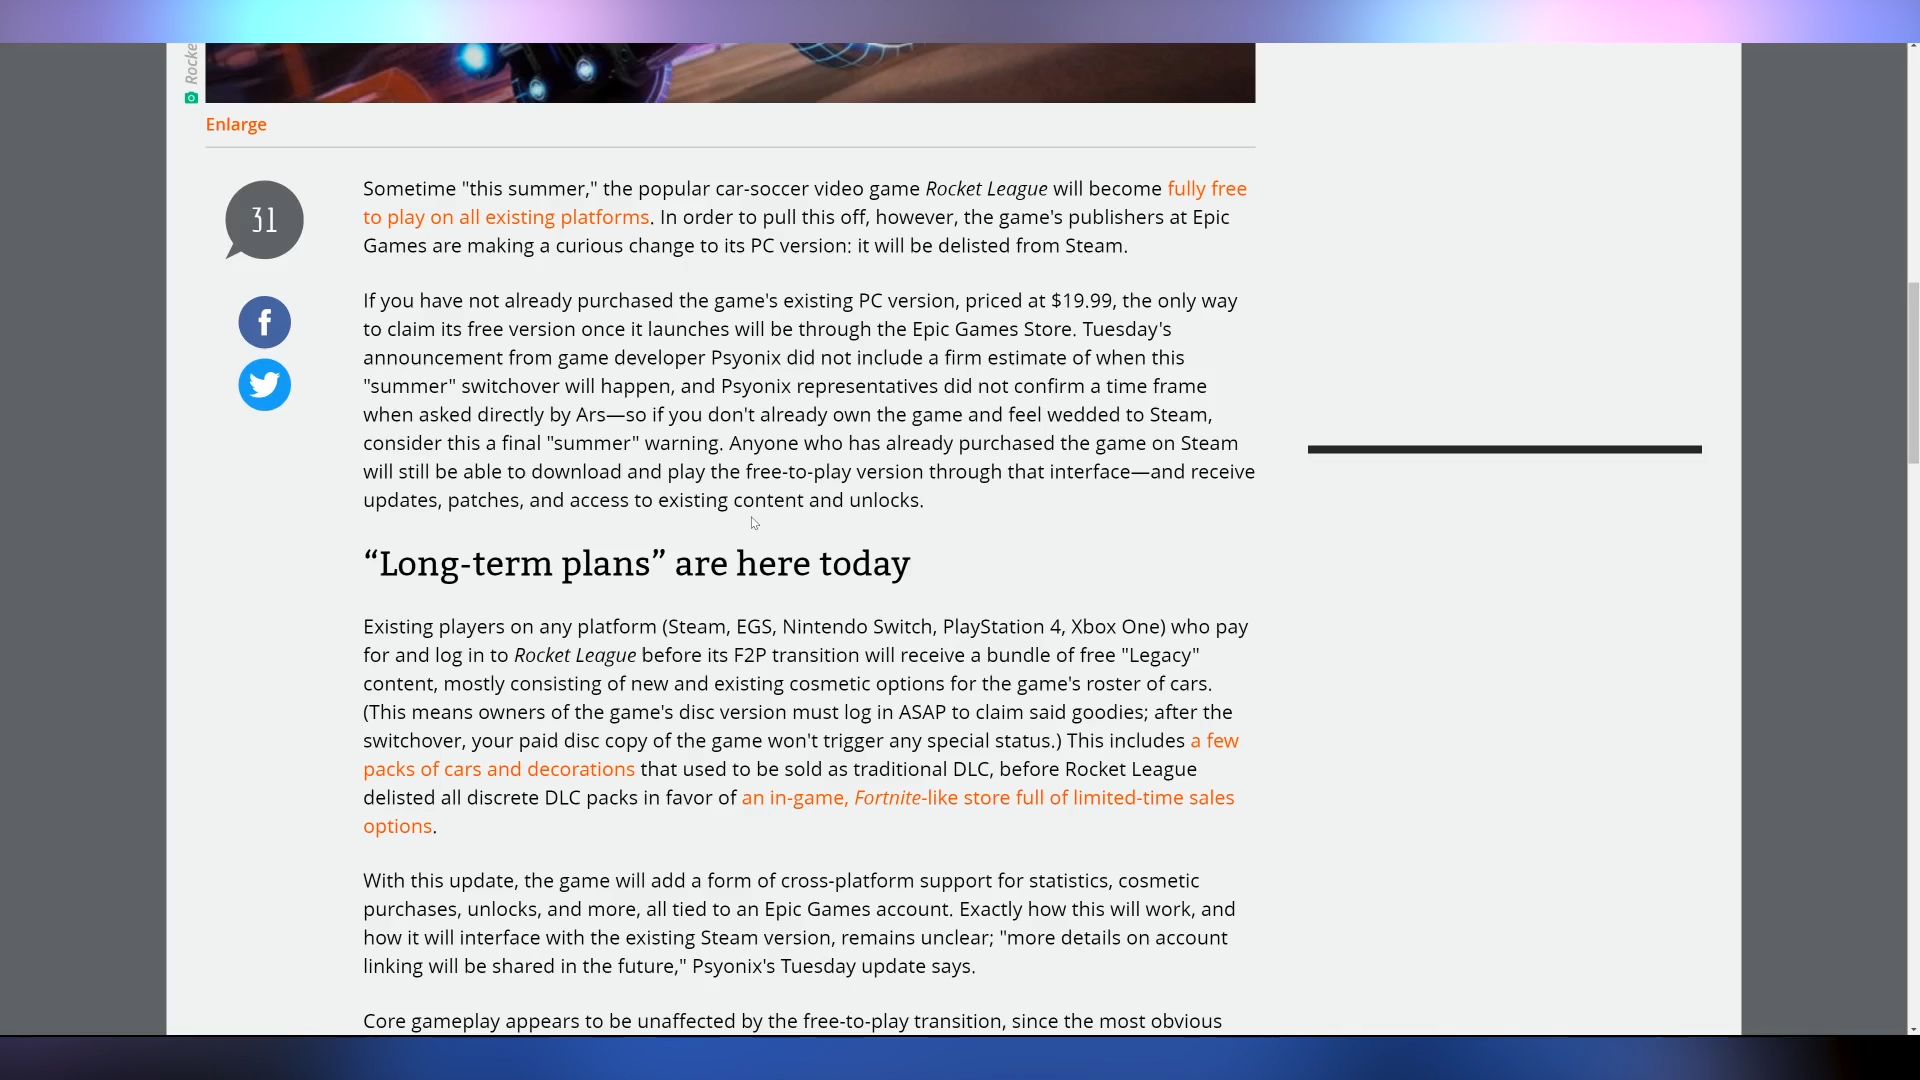 Rocke
Enlarge
31
Sometime "this summer," the popular car-soccer video game Rocket League will become fully free
to play on all existing platforms. In order to pull this off, however, the game's publishers at Epic
Games are making a curious change to its PC version: it will be delisted from Steam.
If you have not already purchased the game's existing PC version, priced at $19.99, the only way
to claim its free version once it launches will be through the Epic Games Store. Tuesday's
announcement from game developer Psyonix did not include a firm estimate of when this
"summer" switchover will happen, and Psyonix representatives did not confirm a time frame
when asked directly by Ars—so if you don't already own the game and feel wedded to Steam,
consider this a final "summer" warning. Anyone who has already purchased the game on Steam
will still be able to download and play the free-to-play version through that interface—and receive
updates, patches, and access to existing content and unlocks.
“Long-term plans” are here today
Existing players on any platform (Steam, EGS, Nintendo Switch, PlayStation 4, Xbox One) who pay
for and log in to Rocket League before its F2P transition will receive a bundle of free "Legacy"
content, mostly consisting of new and existing cosmetic options for the game's roster of cars.
(This means owners of the game's disc version must log in ASAP to claim said goodies; after the
switchover, your paid disc copy of the game won't trigger any special status.) This includes a few
packs of cars and decorations that used to be sold as traditional DLC, before Rocket League
delisted all discrete DLC packs in favor of an in-game, Fortnite-like store full of limited-time sales
options.
With this update, the game will add a form of cross-platform support for statistics, cosmetic
purchases, unlocks, and more, all tied to an Epic Games account. Exactly how this will work, and
how it will interface with the existing Steam version, remains unclear; "more details on account
linking will be shared in the future," Psyonix's Tuesday update says.
Core gameplay appears to be unaffected by the free-to-play transition, since the most obvious